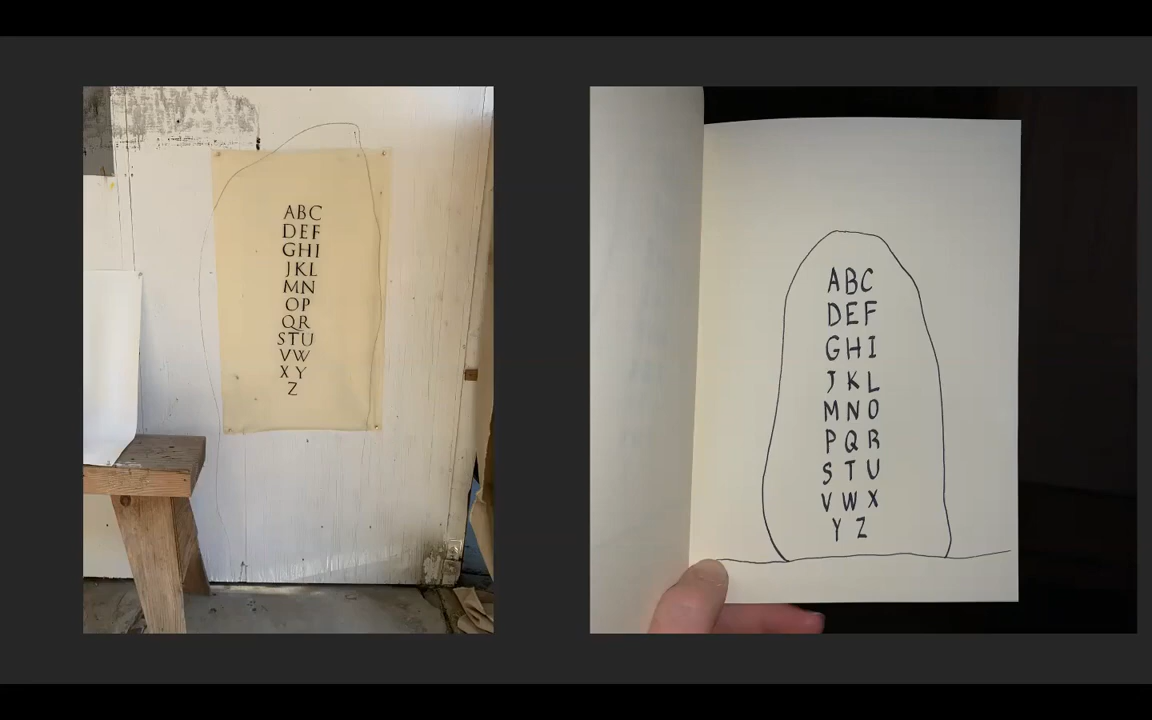 ABC
DEF
GHI
JKL
MN
OP
QR
STU
VW
XY
Z
ABC
DEF
GHI
JKL
MNO
PQR
STU
VWX
YZ